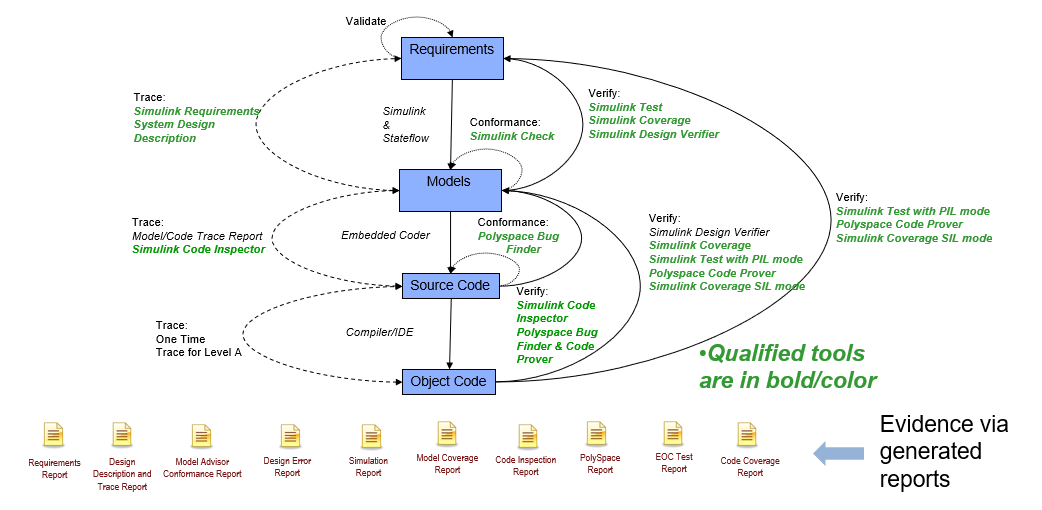 Validate
Requirements
Trace:
Simulink Requirements
System Design
Description
Simulink
&
Stateflow
Conformance:
Simulink Check
Verify:
Simulink Test
Simulink Coverage
Simulink Design Verifier
Models
Trace:
Model/Code Trace Report
Simulink Code Inspector
Embedded Coder
Conformance:
Polyspace Bug
Finder
Verify:
Simulink Design Verifier
Simulink Coverage
Simulink Test with PIL mode
Polyspace Code Prover
Simulink Coverage SIL mode
Verify:
Simulink Test with PIL mode
Polyspace Code Prover
Simulink Coverage SIL mode
Source Code
Trace:
One Time
Trace for Level A
Compiler/IDE
Verify:
Simulink Code
Inspector
Polyspace Bug
Finder & Code
Prover
Object Code
•Qualified tools
are in bold/color
Requirements
Report
Design
Description and
Trace Report
Model Advisor
Conformance Report
Design Error
Report
Simulation
Report
Model Coverage
Report
Code Inspection
Report
PolySpace
Report
EOC Test
Report
Code Coverage
Report
Evidence via
generated
reports